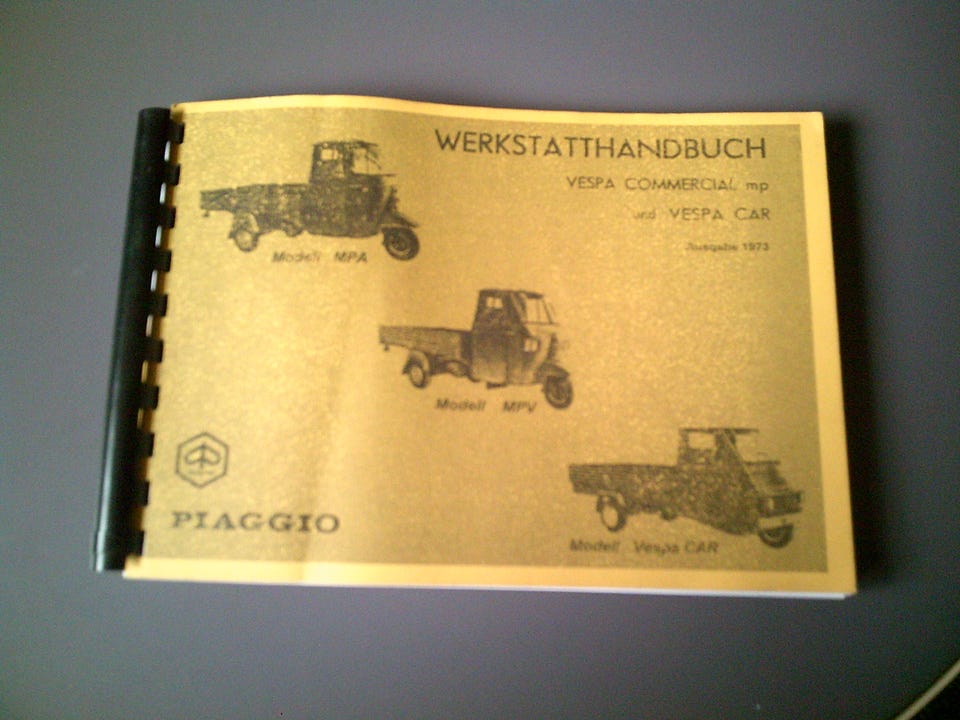 WERKSTATTHANDBUCH
VESPA COMMERCIAL mp
und VESPA CAR
Ausgabe 1973
Modell MPA
Modell MPV
Modell Vespa CAR
PIAGGIO